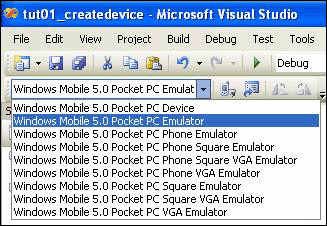 tut01_createdevice - Microsoft Visual Studio
File Edit View Project Build Debug Test Tools
Debug
Windows Mobile 5.0 Pocket PC Emulat
Windows Mobile 5.0 Pocket PC Device
Windows Mobile 5.0 Pocket PC Emulator
Windows Mobile 5.0 Pocket PC Phone Emulator
Windows Mobile 5.0 Pocket PC Phone Square Emulator
Windows Mobile 5.0 Pocket PC Phone Square VGA Emulator
Windows Mobile 5.0 Pocket PC Phone VGA Emulator
Windows Mobile 5.0 Pocket PC Square Emulator
Windows Mobile 5.0 Pocket PC Square VGA Emulator
Windows Mobile 5.0 Pocket PC VGA Emulator